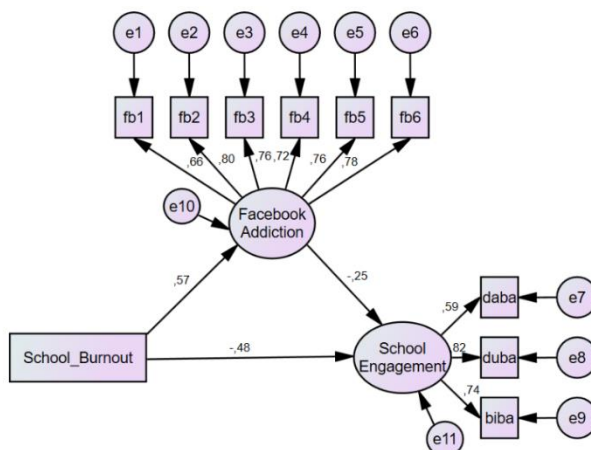 e1 e2 e3 e4 e5 e6
fb1 fb2 fb3 fb4 fb5 fb6
,66 ,80 ,76 ,72 ,76 ,78
e10
Facebook
Addiction
,57
-,25
School_Burnout
-,48
School
Engagement
,59
daba
e7
,82
duba
e8
,74
biba
e9
e11